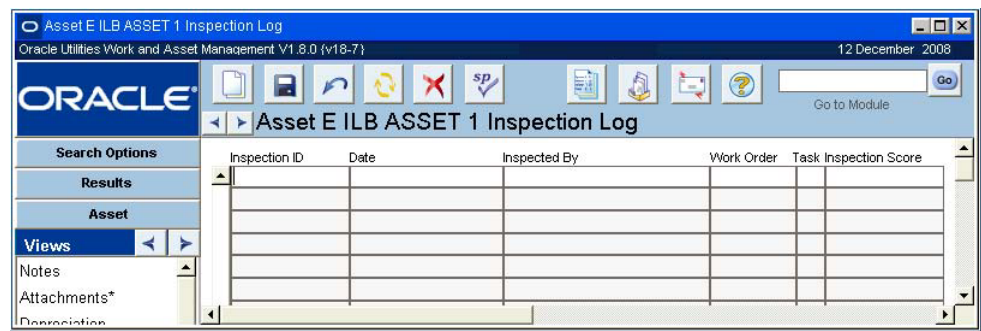 Asset E ILB ASSET 1 Inspection Log
Oracle Utilities Work and Asset Management V1.8.0 {v18-7} 12 December 2008
ORACLE®
sp
Go
Go to Module
Asset E ILB ASSET 1 Inspection Log
Search Options
Results
Asset
Views
Notes
Attachments*
Depreciation
Inspection ID Date Inspected By Work Order Task Inspection Score